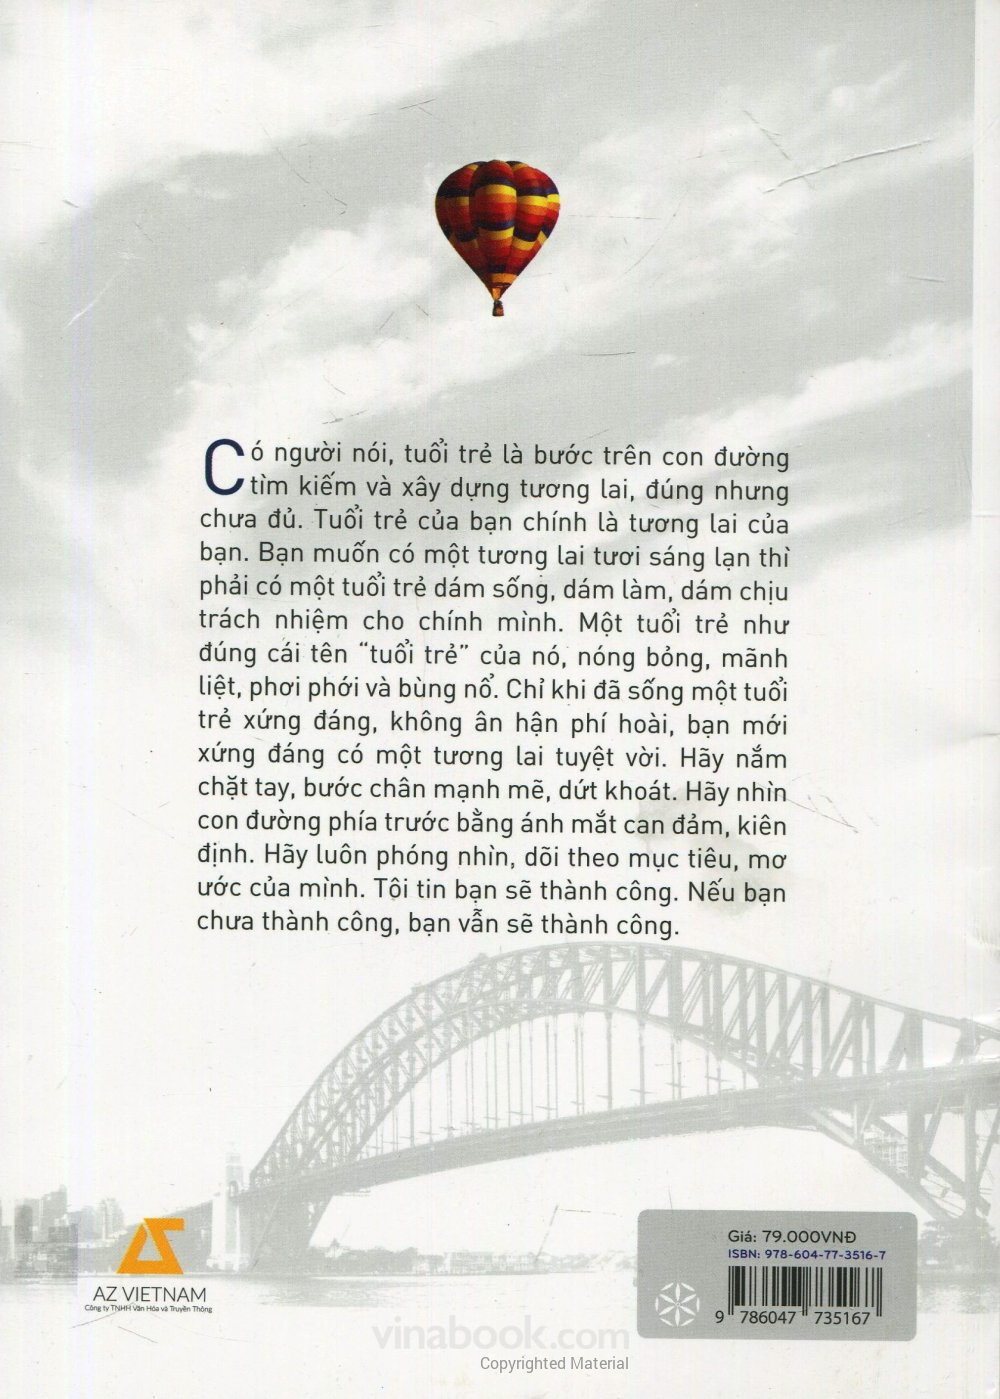 Có người nói, tuổi trẻ là bước trên con đường
tìm kiếm và xây dựng tương lai, đúng nhưng
chưa đủ. Tuổi trẻ của bạn chính là tương lai của
bạn. Bạn muốn có một tương lai tươi sáng lạn thì
phải có một tuổi trẻ dám sống, dám làm, dám chịu
trách nhiệm cho chính mình. Một tuổi trẻ như
đúng cái tên “tuổi trẻ” của nó, nóng bỏng, mãnh
liệt, phơi phới và bùng nổ. Chỉ khi đã sống một tuổi
trẻ xứng đáng, không ân hận phí hoài, bạn mới
xứng đáng có một tương lai tuyệt vời. Hãy nắm
chặt tay, bước chân mạnh mẽ, dứt khoát. Hãy nhìn
con đường phía trước bằng ánh mắt can đảm, kiên
định. Hãy luôn phóng nhìn, dõi theo mục tiêu, mơ
ước của mình. Tôi tin bạn sẽ thành công. Nếu bạn
chưa thành công, bạn vẫn sẽ thành công.
AZ VIETNAM
Công ty TNHH Văn Hóa và Truyền Thông
Giá: 79.000VNĐ
ISBN: 978-604-77-3516-7
9 786047 735167
vinabook.com
Copyrighted Material